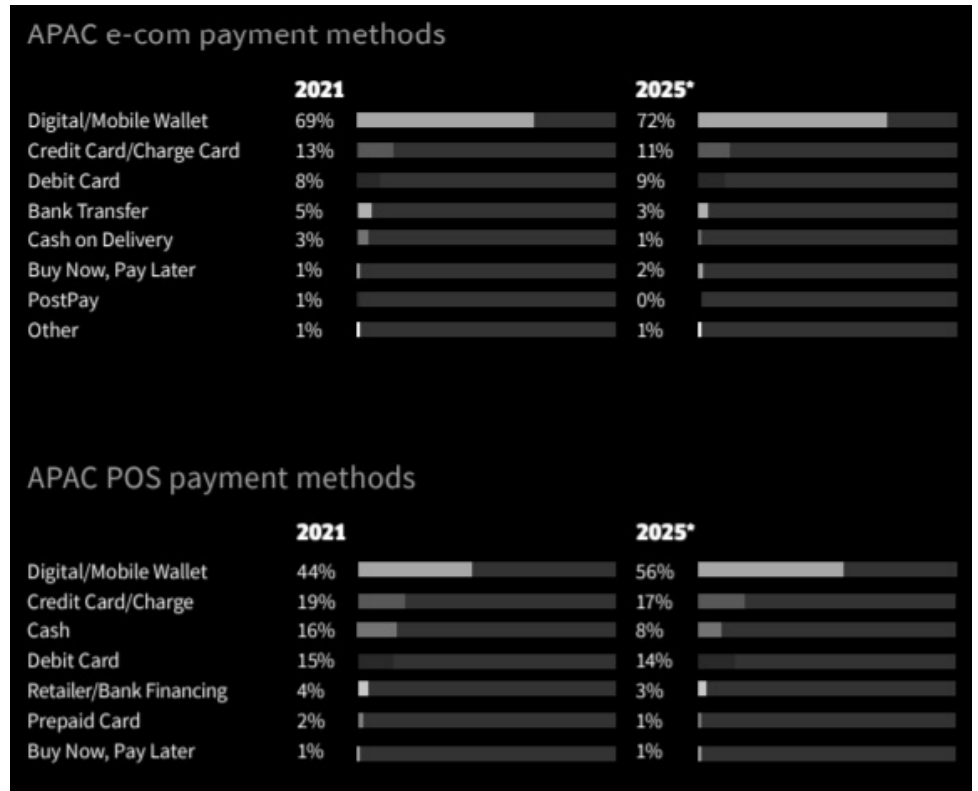 APAC e-com payment methods
2021 2025*
Digital/Mobile Wallet 69% 72%
Credit Card/Charge Card 13% 11%
Debit Card 8% 9%
Bank Transfer 5% 3%
Cash on Delivery 3% 1%
Buy Now, Pay Later 1% 2%
PostPay 1% 0%
Other 1% 1%
APAC POS payment methods
2021 2025*
Digital/Mobile Wallet 44% 56%
Credit Card/Charge 19% 17%
Cash 16% 8%
Debit Card 15% 14%
Retailer/Bank Financing 4% 3%
Prepaid Card 2% 1%
Buy Now, Pay Later 1% 1%